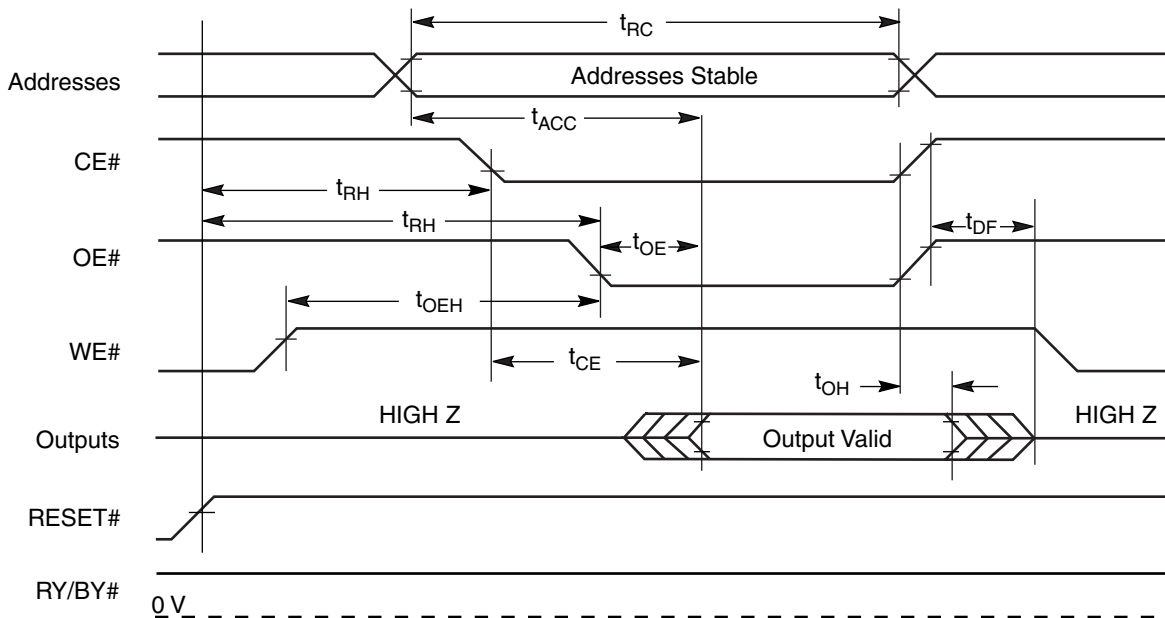 tRC
Addresses
Addresses Stable
tACC
CE#
tRH
tRH
tDF
OE#
tOE
tOEH
WE#
tCE
tOH
HIGH Z
HIGH Z
Outputs
Output Valid
RESET#
RY/BY#
0 V